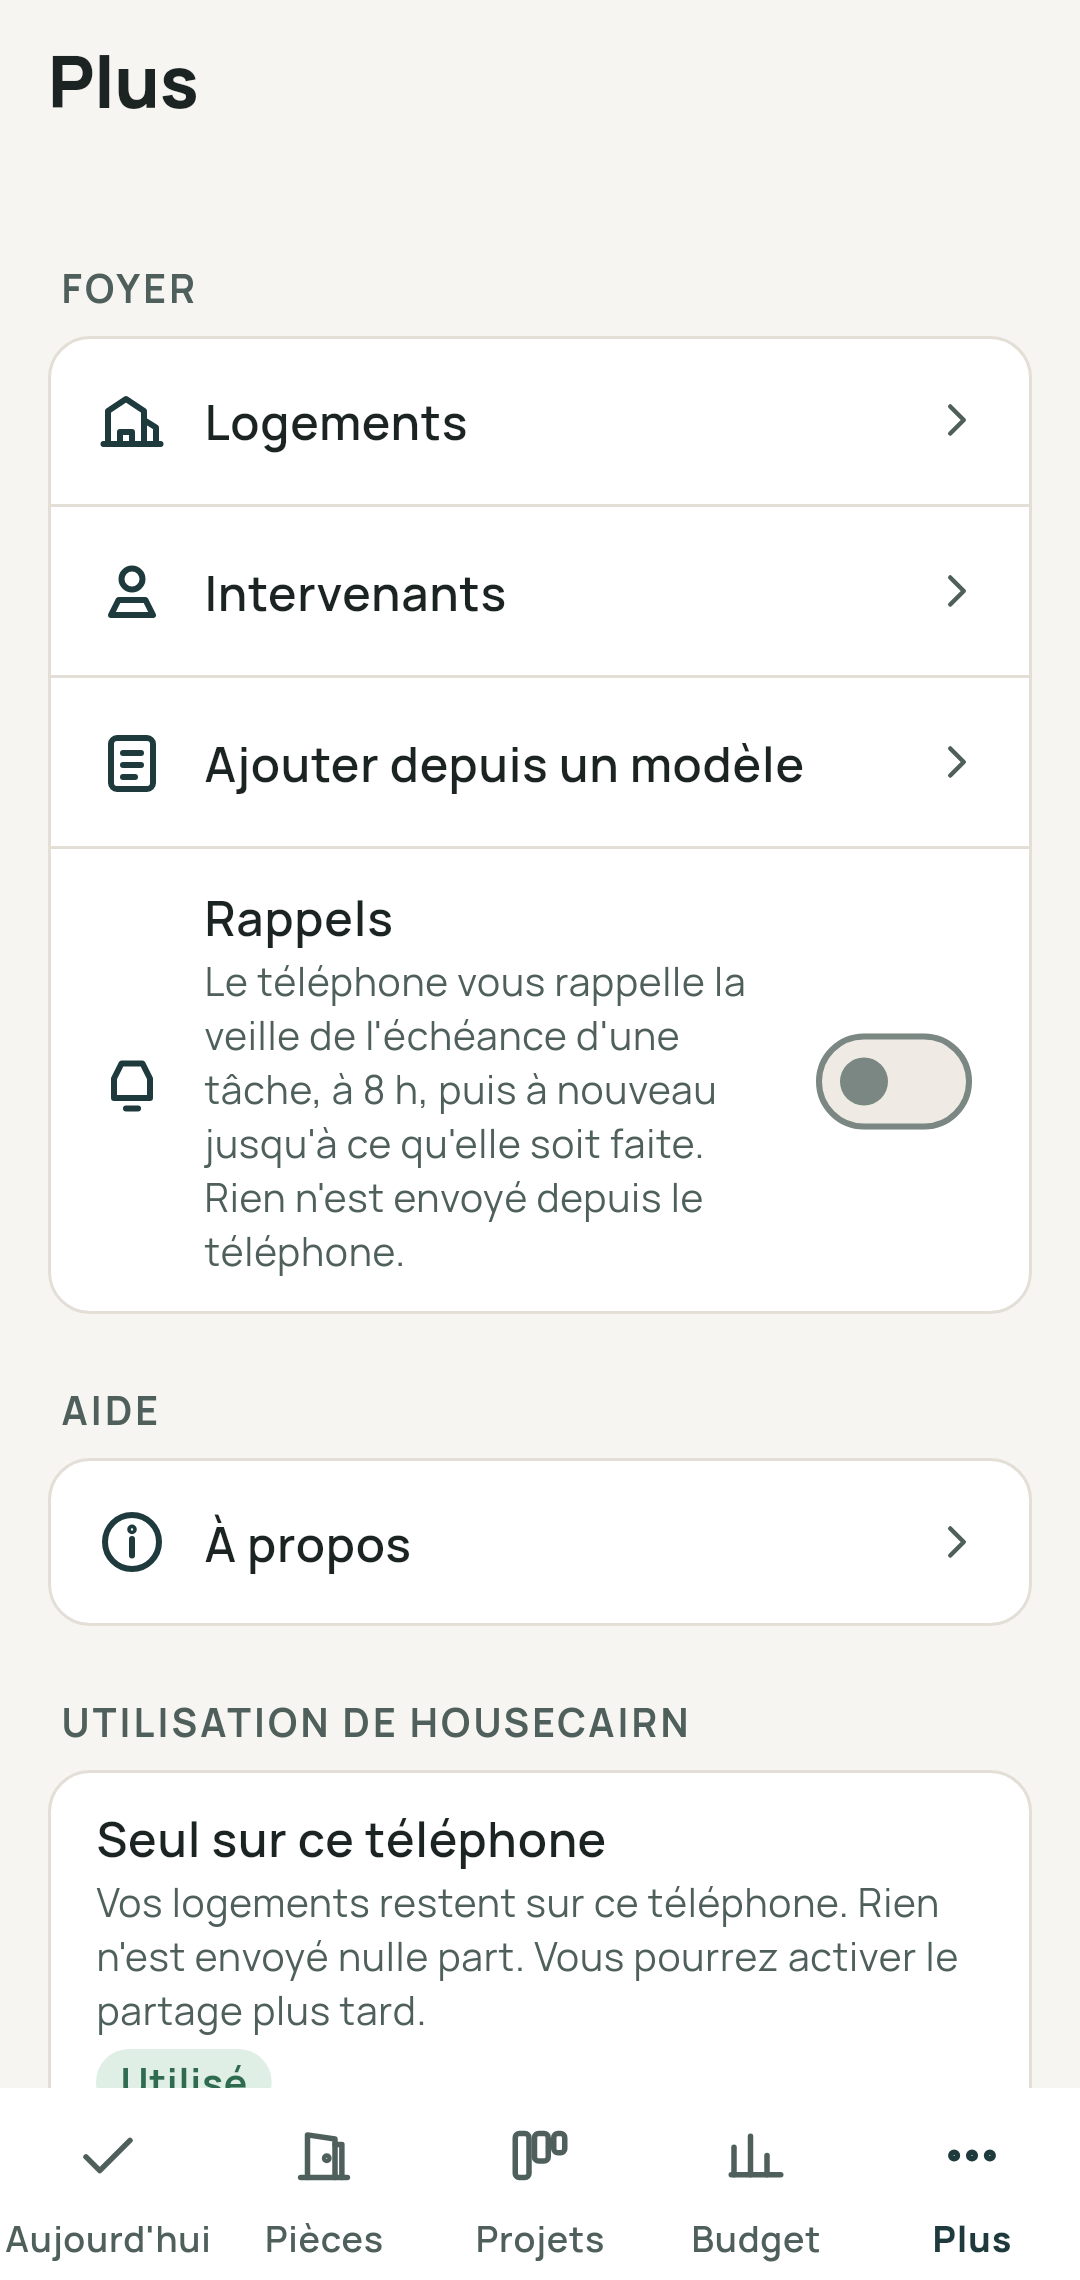 Plus
FOYER
Logements
Intervenants
Ajouter depuis un modèle
Rappels
Le téléphone vous rappelle la
veille de l'échéance d'une
tâche, à 8 h, puis à nouveau
jusqu'à ce qu'elle soit faite.
Rien n'est envoyé depuis le
téléphone.
AIDE
À propos
UTILISATION DE HOUSECAIRN
Seul sur ce téléphone
Vos logements restent sur ce téléphone. Rien
n'est envoyé nulle part. Vous pourrez activer le
partage plus tard.
Utilisé
Aujourd'hui
Pièces
Projets
Budget
Plus